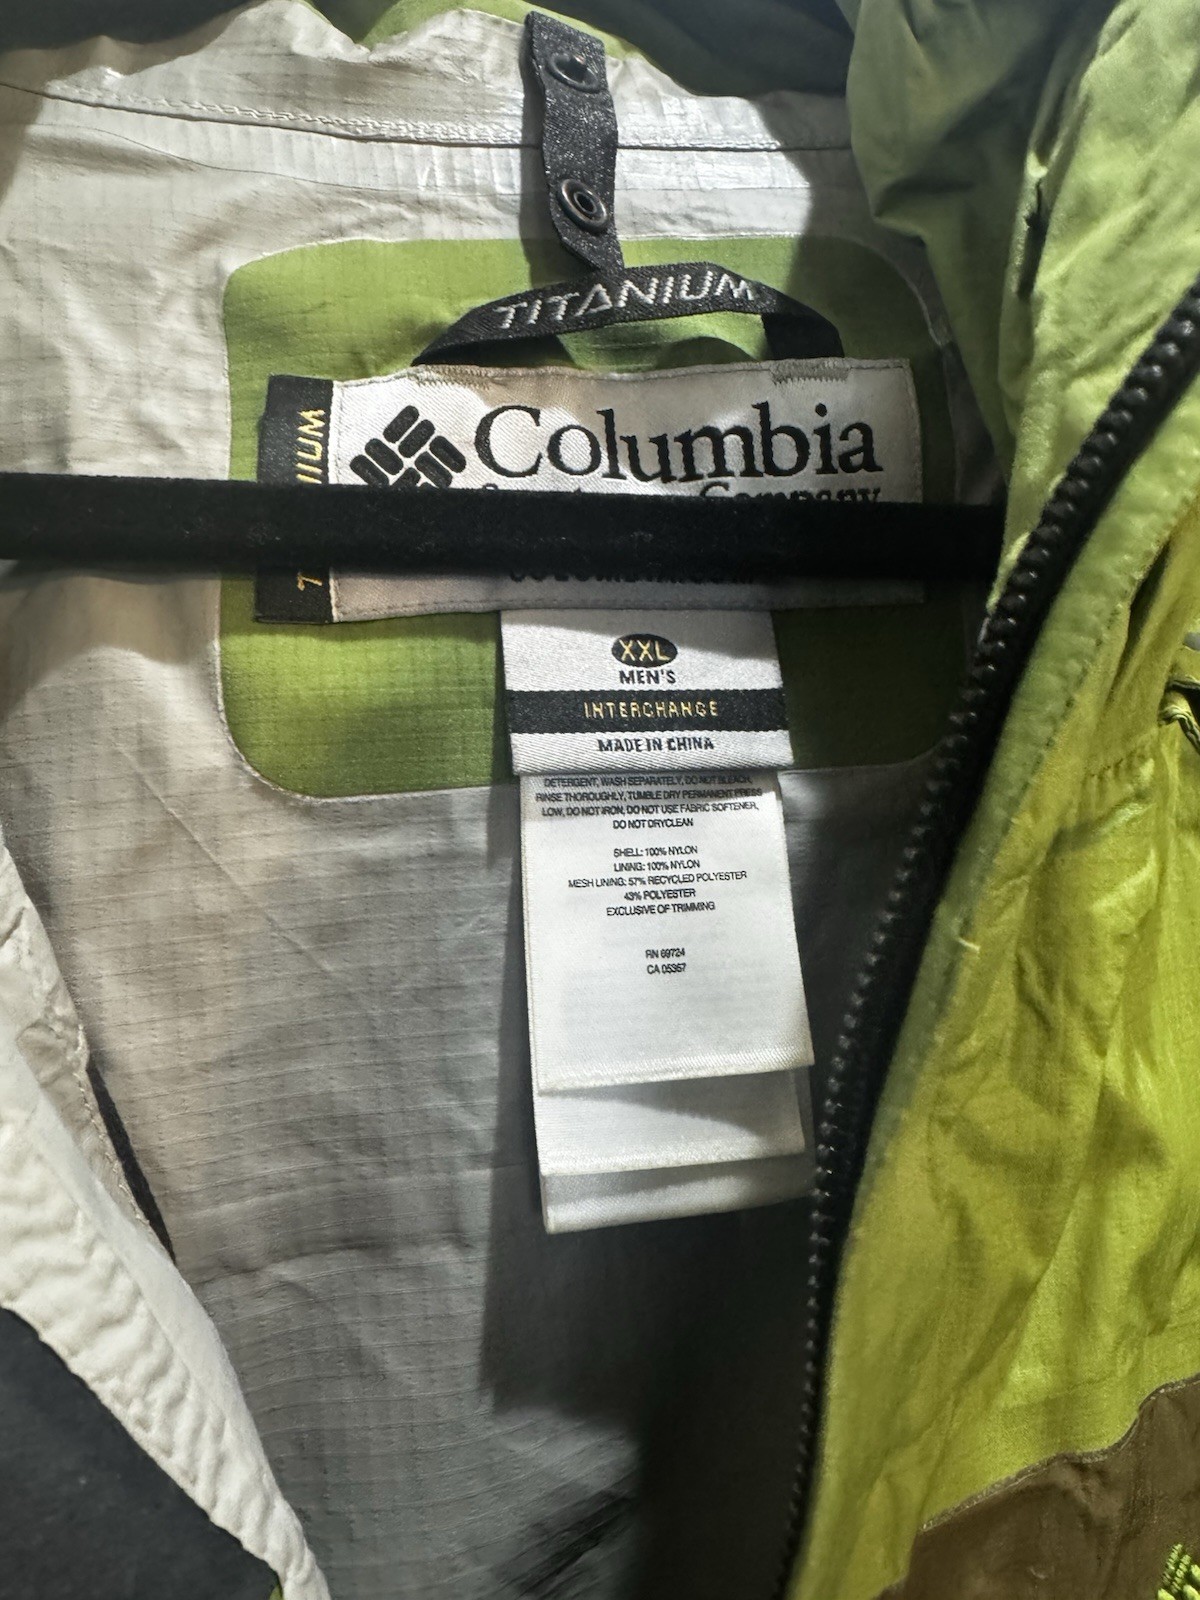 TITANIUM
Columbia
Company
XXL
MEN'S
INTERCHANGE
MADE IN CHINA
DETERGENT, WASH SEPARATELY, DO NOT BLEACH,
RINSE THOROUGHLY, TUMBLE DRY PERMANENT PRESS
LOW, DO NOT IRON, DO NOT USE FABRIC SOFTENER,
DO NOT DRYCLEAN
SHELL: 100% NYLON
LINING: 100% NYLON
MESH LINING: 57% RECYCLED POLYESTER
43% POLYESTER
EXCLUSIVE OF TRIMMING
RN 69724
CA 05367